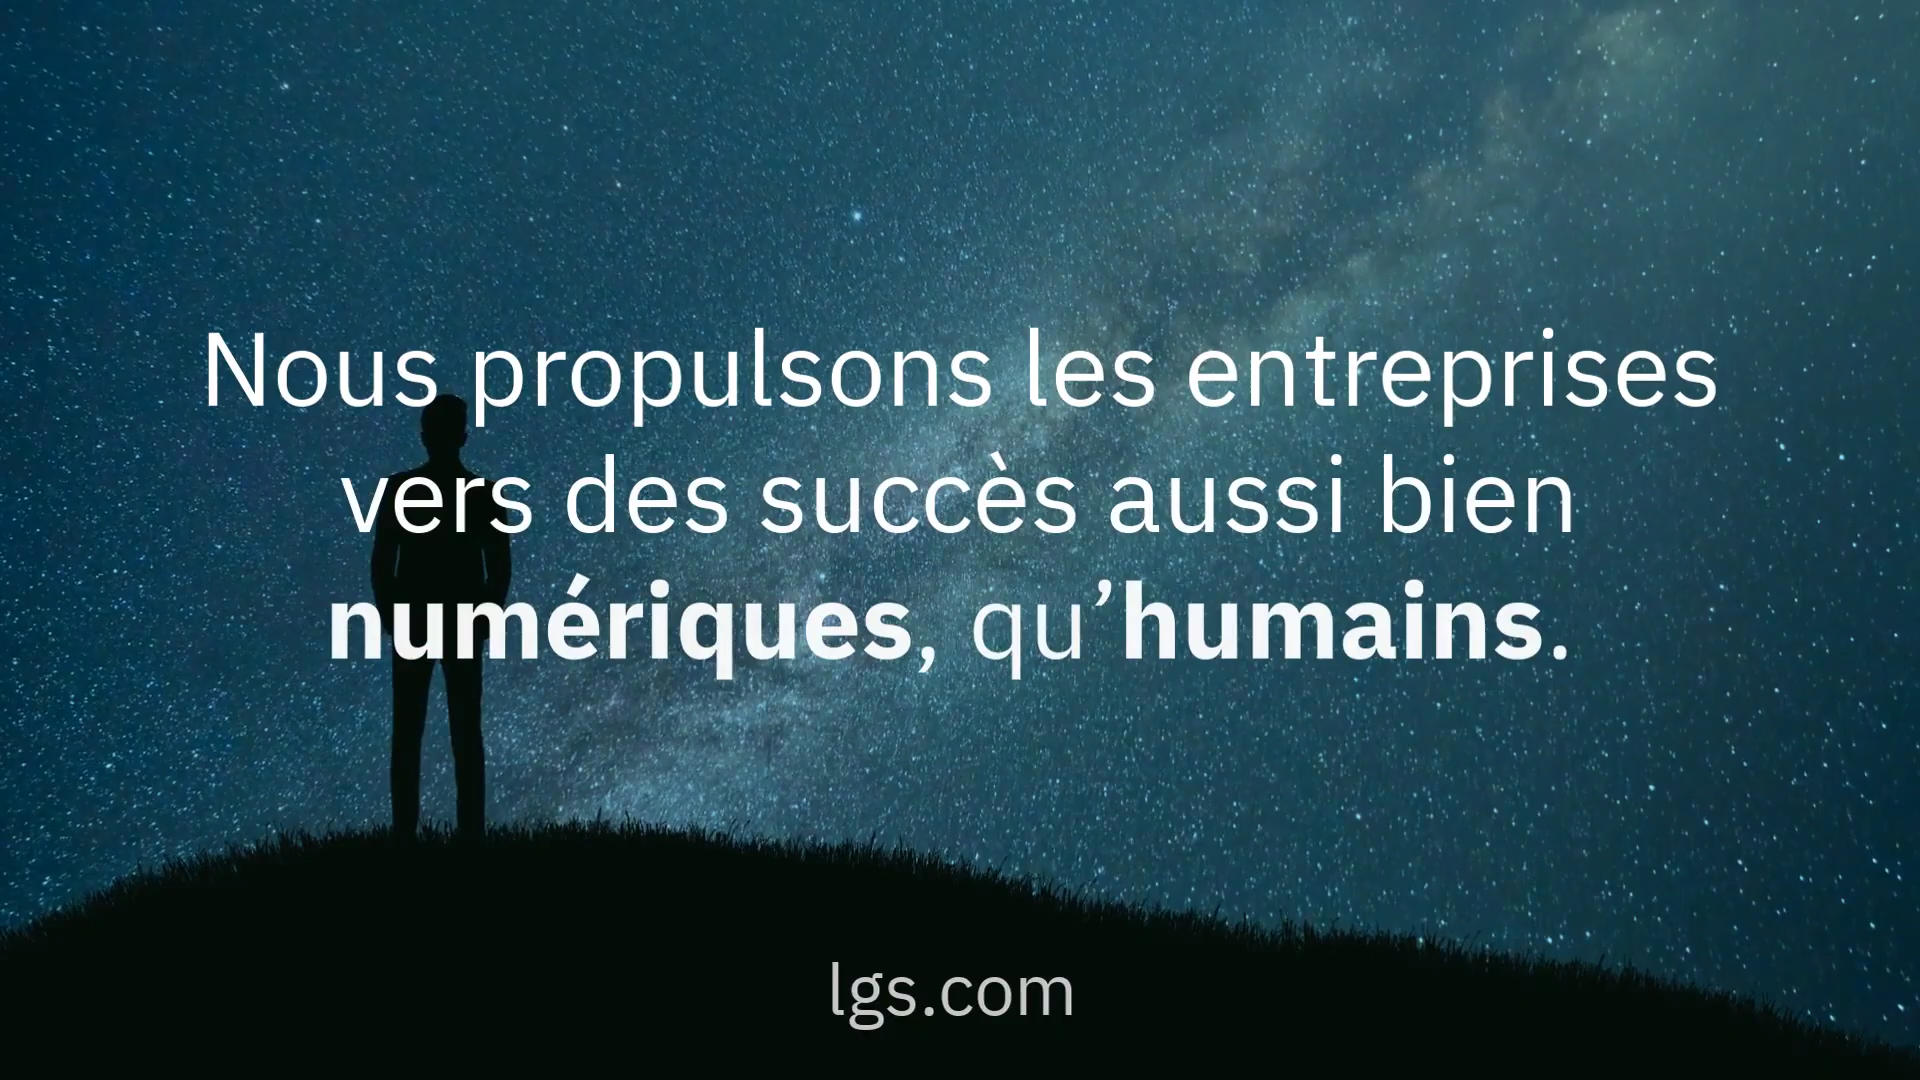 Nous propulsons les entreprises
vers des succès aussi bien
numériques, qu’humains.
lgs.com